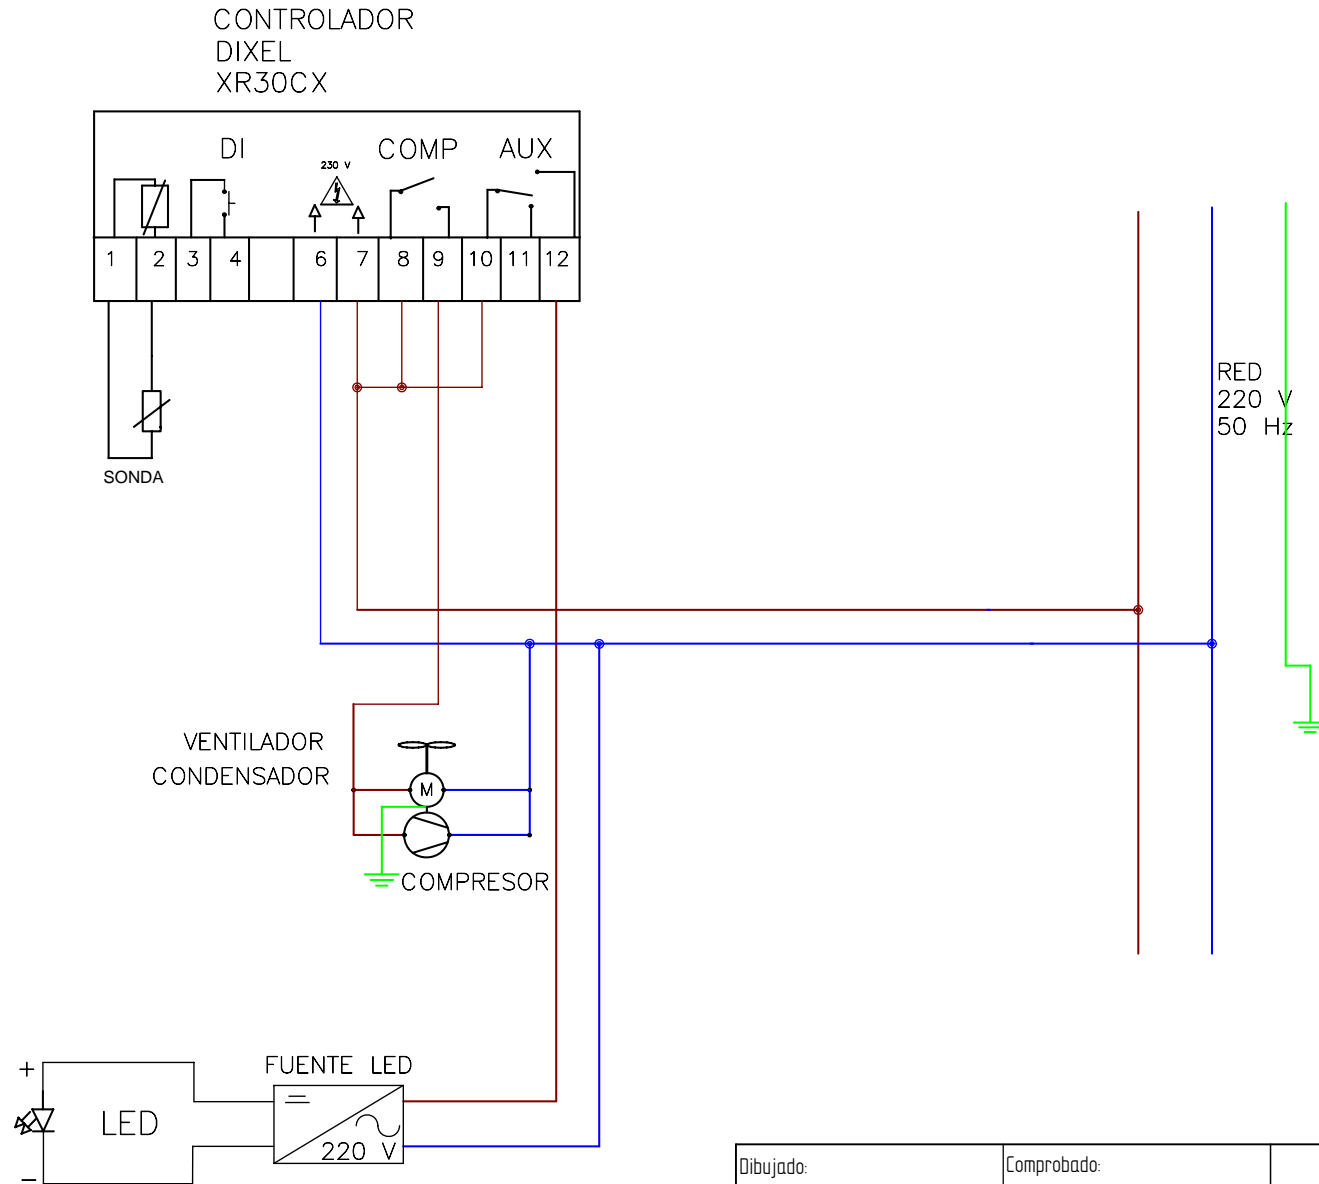 CONTROLADOR
DIXEL
XR30CX
DI
COMP
AUX
230 V
1 2 3 4 6 7 8 9 10 11 12
SONDA
RED
220 V
50 Hz
VENTILADOR
CONDENSADOR
M
COMPRESOR
FUENTE LED
+
LED
220 V
−
Dibujado:
Comprobado: